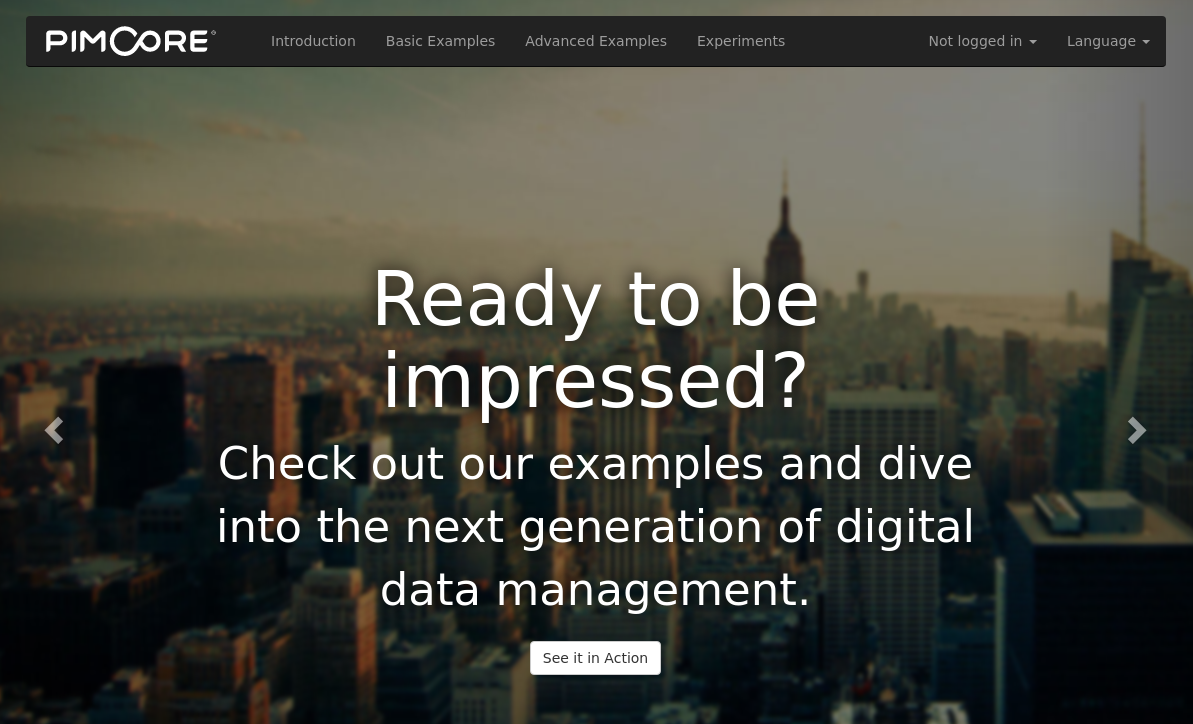 PIMCORE®
Introduction
Basic Examples
Advanced Examples
Experiments
Not logged in
Language
Ready to be
impressed?
Check out our examples and dive
into the next generation of digital
data management.
See it in Action